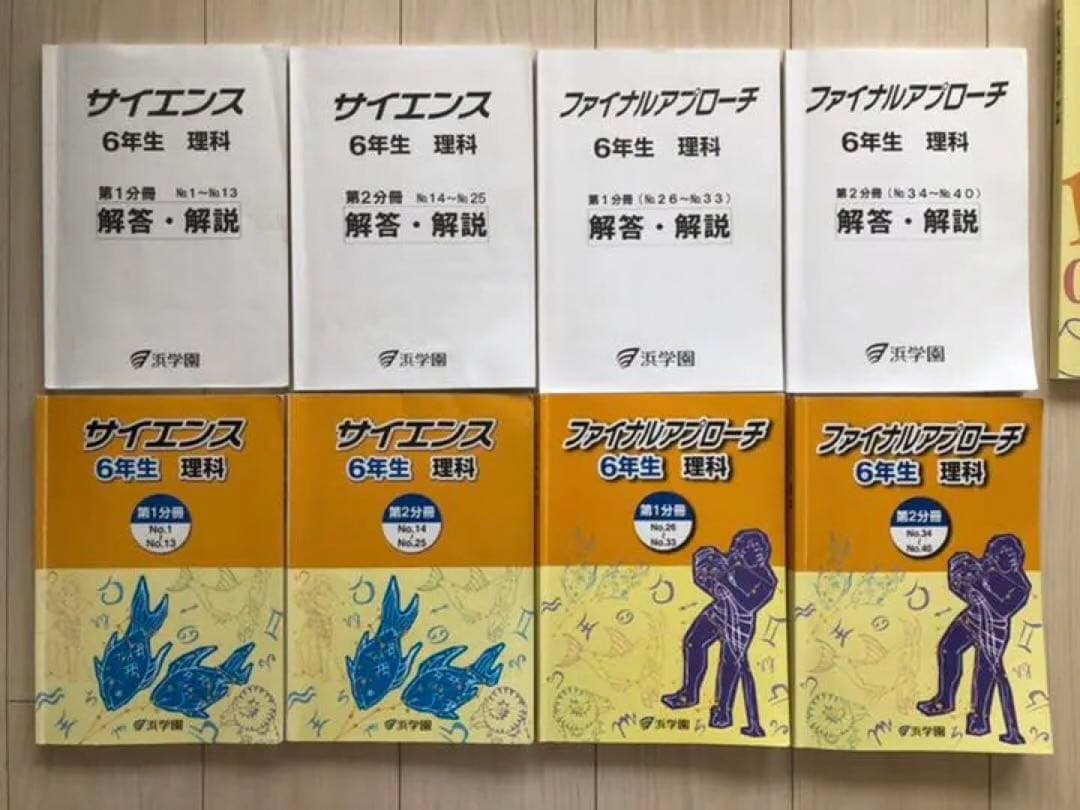 サイエンス
6年生 理科
第1分冊 №1～№13
解答・解説
浜学園
サイエンス
6年生 理科
第2分冊 №14～№25
解答・解説
浜学園
ファイナルアプローチ
6年生 理科
第1分冊（№26～№33）
解答・解説
浜学園
ファイナルアプローチ
6年生 理科
第2分冊（№34～№40）
解答・解説
浜学園
サイエンス
6年生 理科
第1分冊
No.1
～
No.13
浜学園
サイエンス
6年生 理科
第2分冊
No.14
～
No.25
浜学園
ファイナルアプローチ
6年生 理科
第1分冊
No.26
～
No.33
浜学園
ファイナルアプローチ
6年生 理科
第2分冊
No.34
～
No.40
浜学園